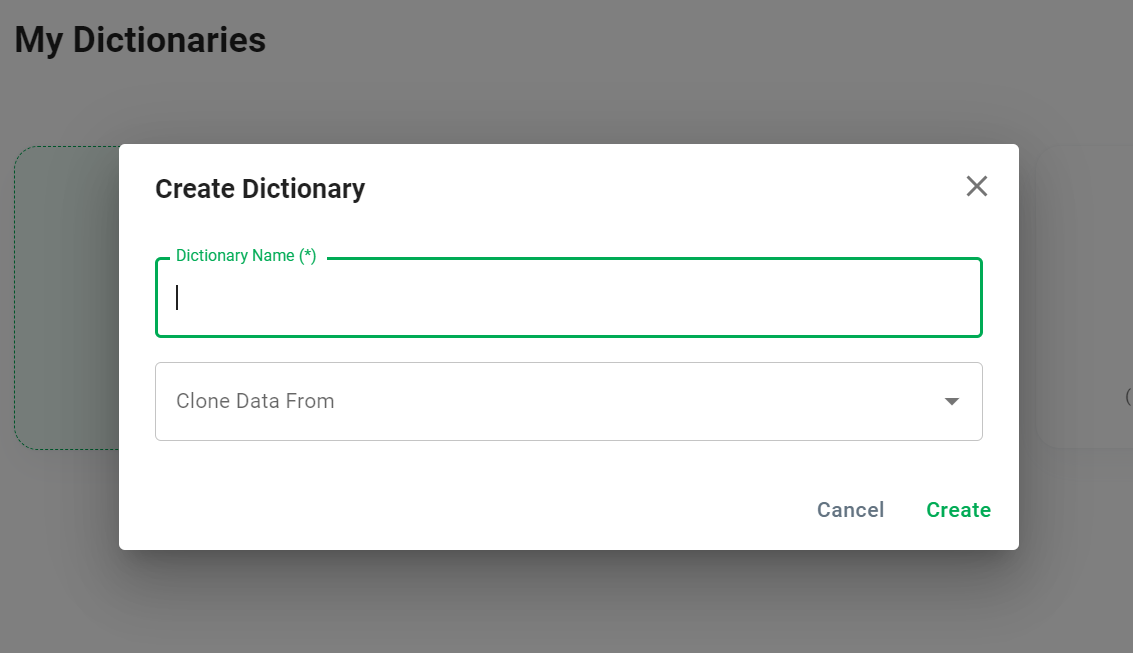 My Dictionaries
Create Dictionary
Dictionary Name (*)
Clone Data From
(
Cancel
Create